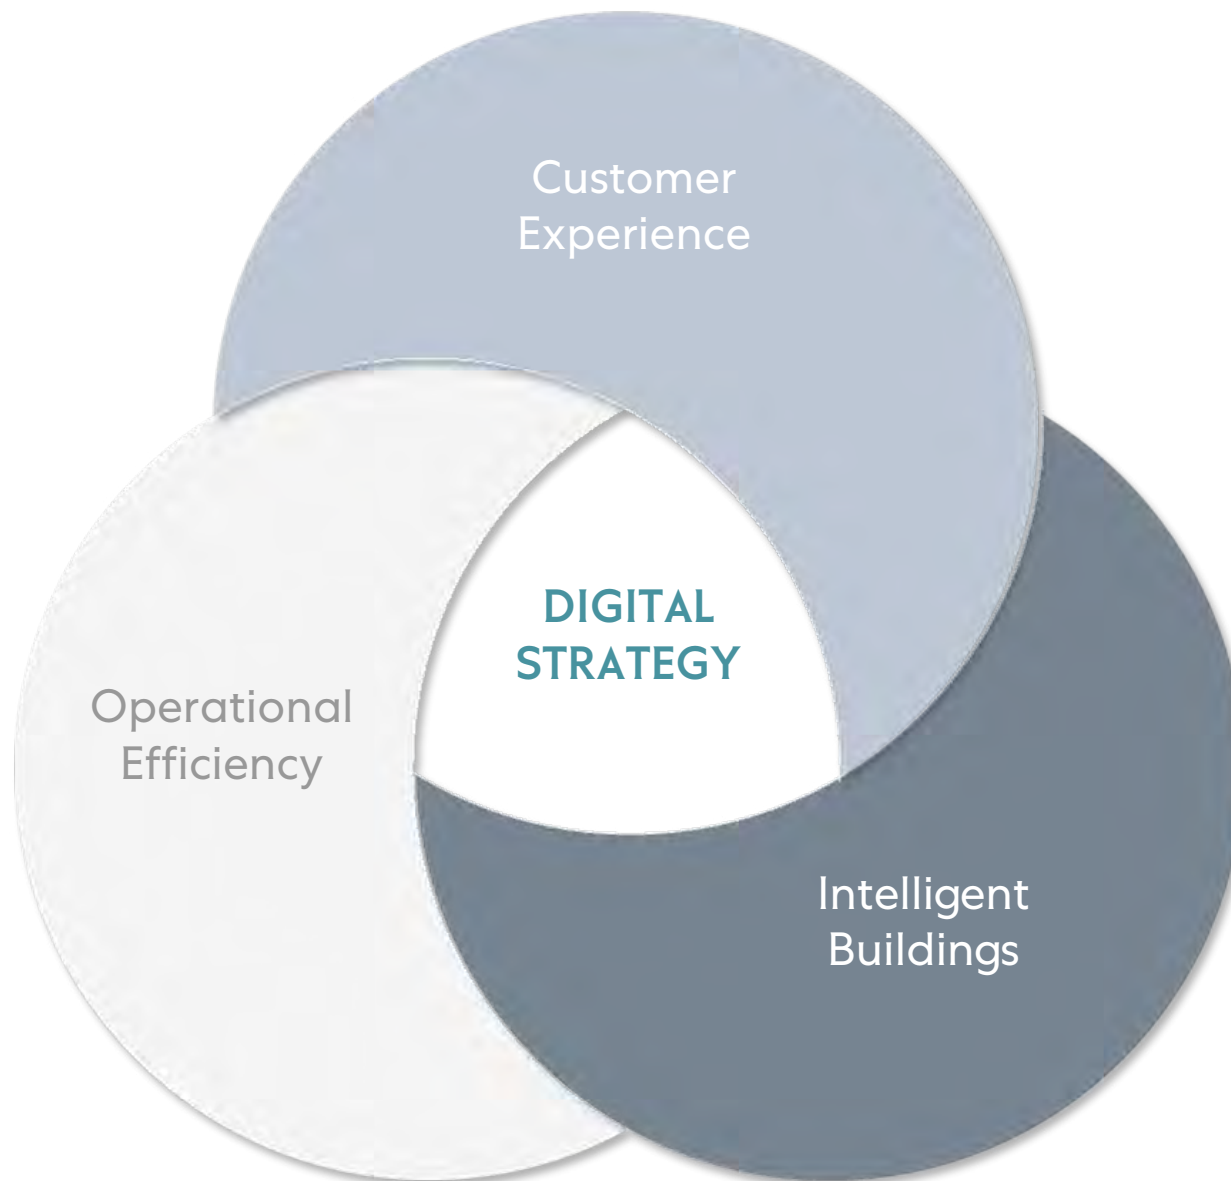 Customer
Experience
DIGITAL
STRATEGY
Operational
Efficiency
Intelligent
Buildings